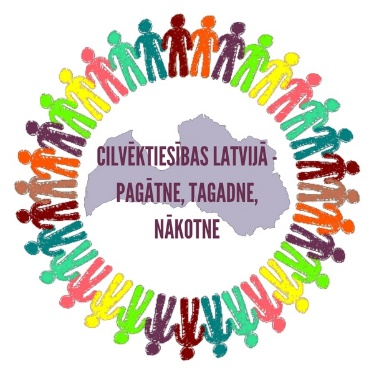 CILVĒKTIESĪBAS LATVIJĀ -
PAGĀTNE, TAGADNE,
NĀKOTNE